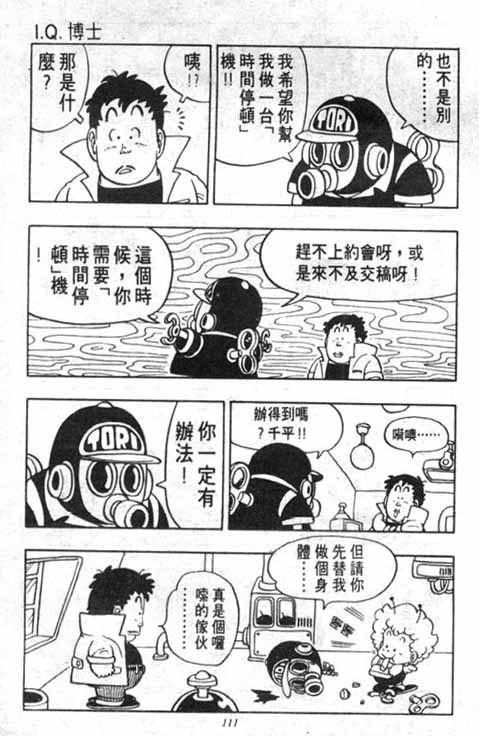 I.Q. 博士
也不是別
的………
TORI
我希望你幫
我做一台「
時間停頓」
機!!
咦!?
那是什
麼？
趕不上約會呀，或
是來不及交稿呀！
這個時
候，你
需要「
時間停
頓」機
！
TORI
你一定有
辦法！
辦得到嗎
？千平!!
嗯噢……
但請你
先替我
做個身
體……
真是個囉
嗦的傢伙
………
111